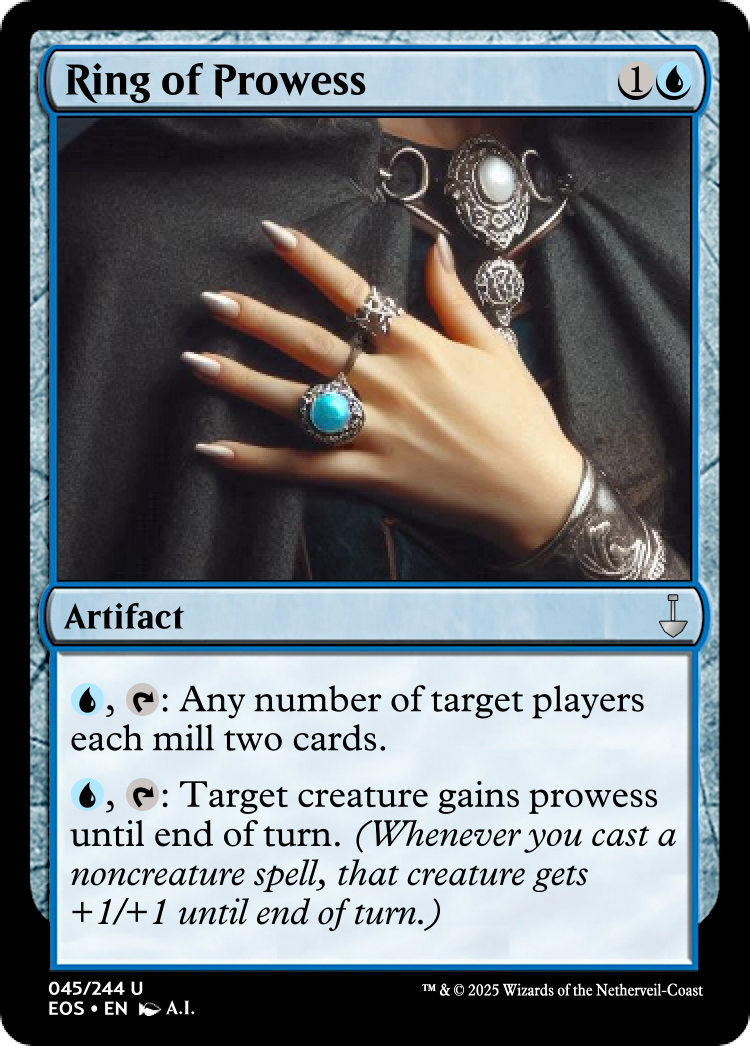 Ring of Prowess 1
Artifact
, : Any number of target players
each mill two cards.
, : Target creature gains prowess
until end of turn. (Whenever you cast a
noncreature spell, that creature gets
+1/+1 until end of turn.)
045/244 U
EOS • EN A.I.
™ & © 2025 Wizards of the Netherveil-Coast